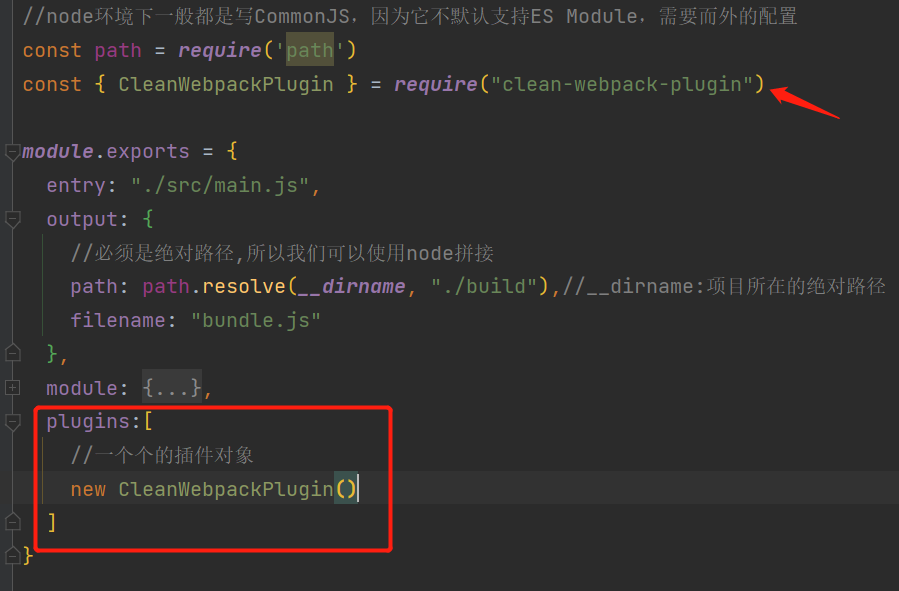 //node环境下一般都是写CommonJS，因为它不默认支持ES Module，需要而外的配置
const path = require('path')
const { CleanWebpackPlugin } = require("clean-webpack-plugin")
module.exports = {
entry: "./src/main.js",
output: {
//必须是绝对路径,所以我们可以使用node拼接
path: path.resolve(__dirname, "./build"),//__dirname:项目所在的绝对路径
filename: "bundle.js"
},
module: {...},
plugins:[
//一个个的插件对象
new CleanWebpackPlugin()
]
}